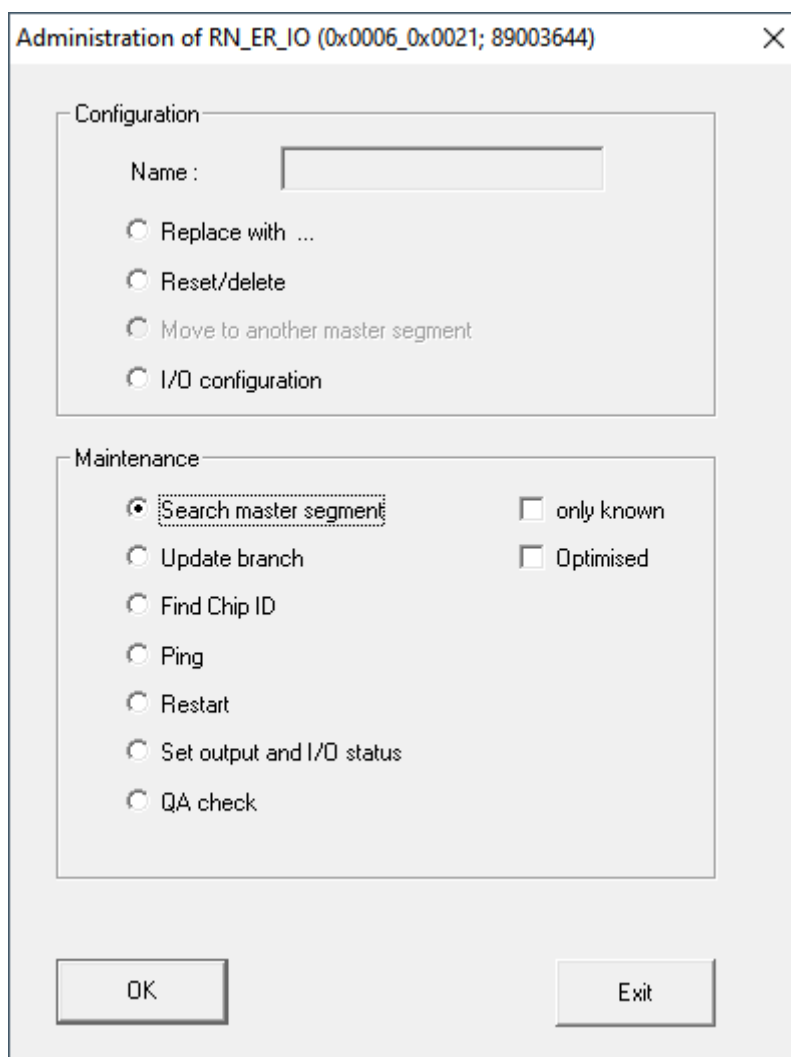 Administration of RN_ER_IO (0x0006_0x0021; 89003644)
Configuration
Name :
Replace with ...
Reset/delete
Move to another master segment
I/O configuration
Maintenance
Search master segment
only known
Update branch
Optimised
Find Chip ID
Ping
Restart
Set output and I/O status
QA check
OK
Exit